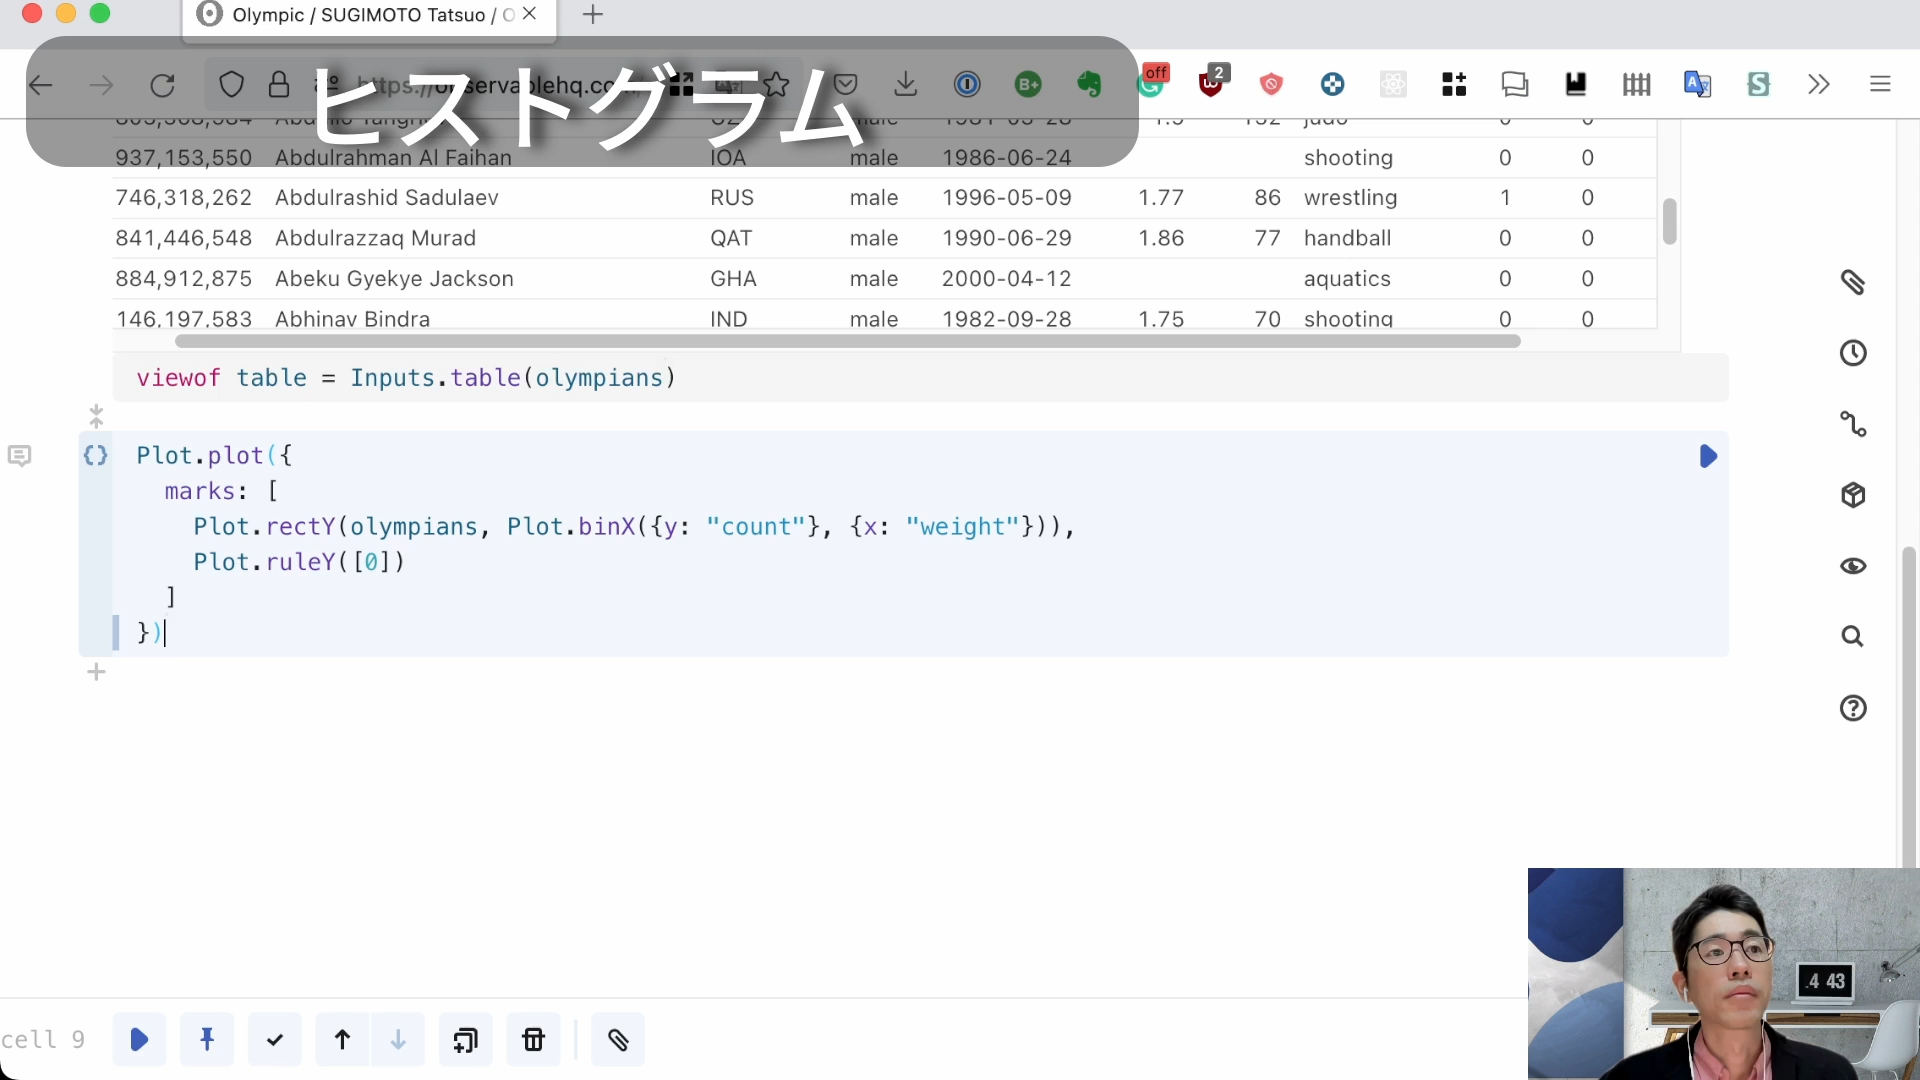 Olympic / SUGIMOTO Tatsuo / O
ヒストグラム
off
2
937,153,550 Abdulrahman Al Faihan IOA male 1986-06-24 shooting 0 0
746,318,262 Abdulrashid Sadulaev RUS male 1996-05-09 1.77 86 wrestling 1 0
841,446,548 Abdulrazzaq Murad QAT male 1990-06-29 1.86 77 handball 0 0
884,912,875 Abeku Gyekye Jackson GHA male 2000-04-12 aquatics 0 0
146,197,583 Abhinav Bindra IND male 1982-09-28 1.75 70 shooting 0 0
viewof table = Inputs.table(olympians)
Plot.plot({
marks: [
Plot.rectY(olympians, Plot.binX({y: "count"}, {x: "weight"})),
Plot.ruleY([0])
]
})
4 43
cell 9